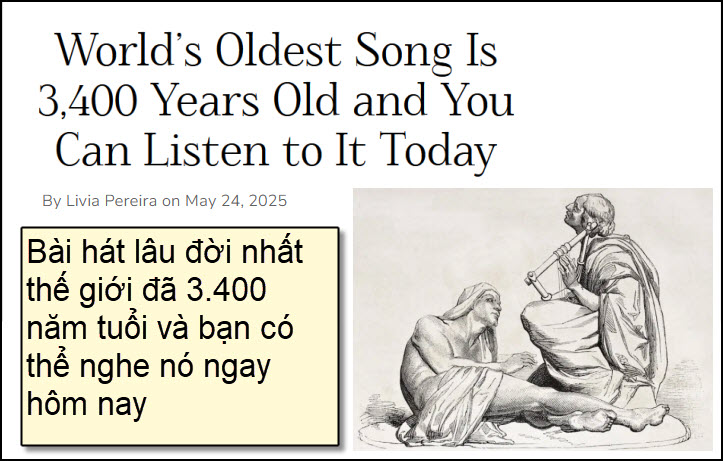 World’s Oldest Song Is
3,400 Years Old and You
Can Listen to It Today
By Livia Pereira on May 24, 2025
Bài hát lâu đời nhất
thế giới đã 3.400
năm tuổi và bạn có
thể nghe nó ngay
hôm nay